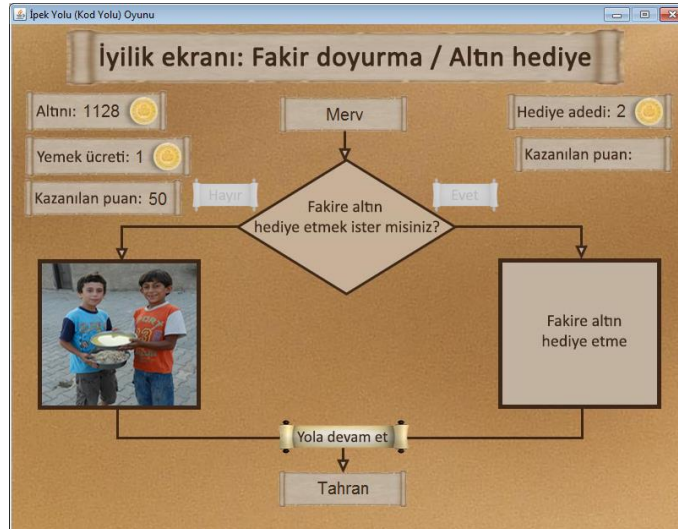 İpek Yolu (Kod Yolu) Oyunu
İyilik ekranı: Fakir doyurma / Altın hediye
Altını: 1128
Merv
Hediye adedi: 2
Yemek ücreti: 1
Kazanılan puan:
Kazanılan puan: 50
Hayır
Evet
Fakire altın
hediye etmek ister misiniz?
Fakire altın
hediye etme
Yola devam et
Tahran